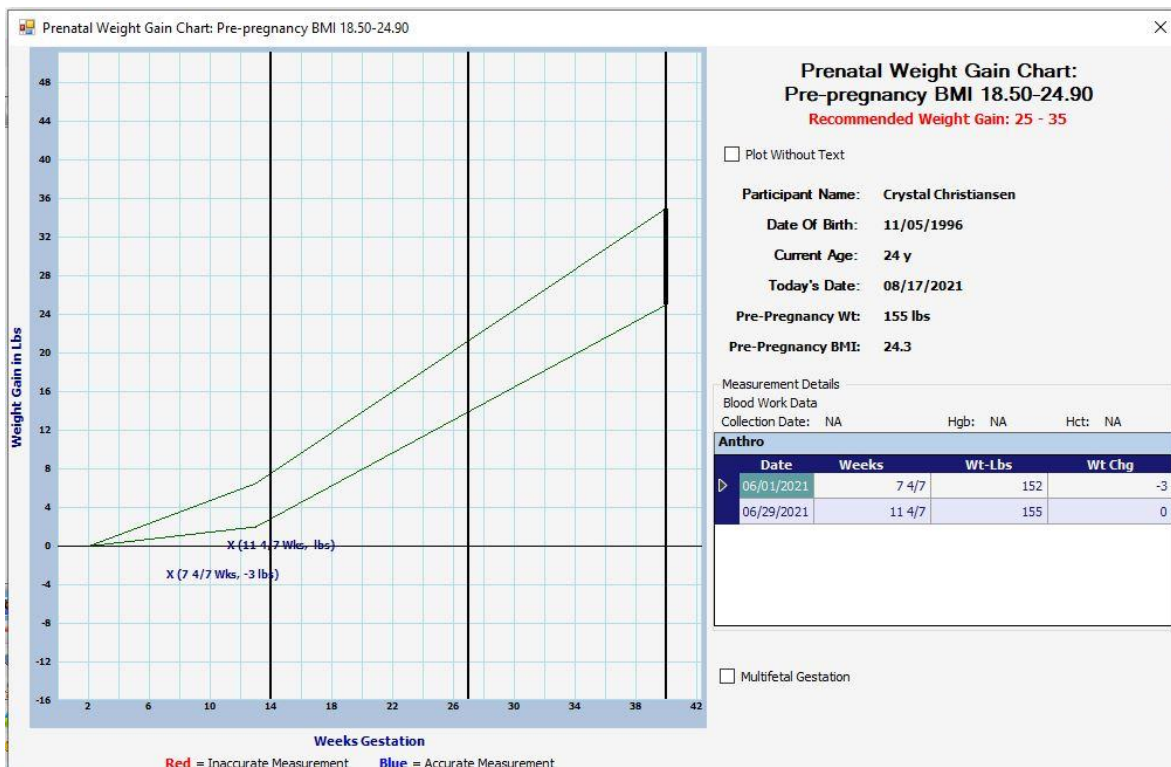 Prenatal Weight Gain Chart: Pre-pregnancy BMI 18.50-24.90
48
44
40
36
32
28
24
20
16
12
8
4
0
-4
-8
-12
-16
Weight Gain in Lbs
X (11 4/7 Wks, lbs)
X (7 4/7 Wks, -3 lbs)
2 6 10 14 18 22 26 30 34 38 42
Weeks Gestation
Red = Inaccurate Measurement Blue = Accurate Measurement
Prenatal Weight Gain Chart:
Pre-pregnancy BMI 18.50-24.90
Recommended Weight Gain: 25 - 35
Plot Without Text
Participant Name: Crystal Christiansen
Date Of Birth: 11/05/1996
Current Age: 24 y
Today's Date: 08/17/2021
Pre-Pregnancy Wt: 155 lbs
Pre-Pregnancy BMI: 24.3
Measurement Details
Blood Work Data
Collection Date: NA Hgb: NA Hct: NA
Anthro
Date Weeks Wt-Lbs Wt Chg
06/01/2021 7 4/7 152 -3
06/29/2021 11 4/7 155 0
Multifetal Gestation